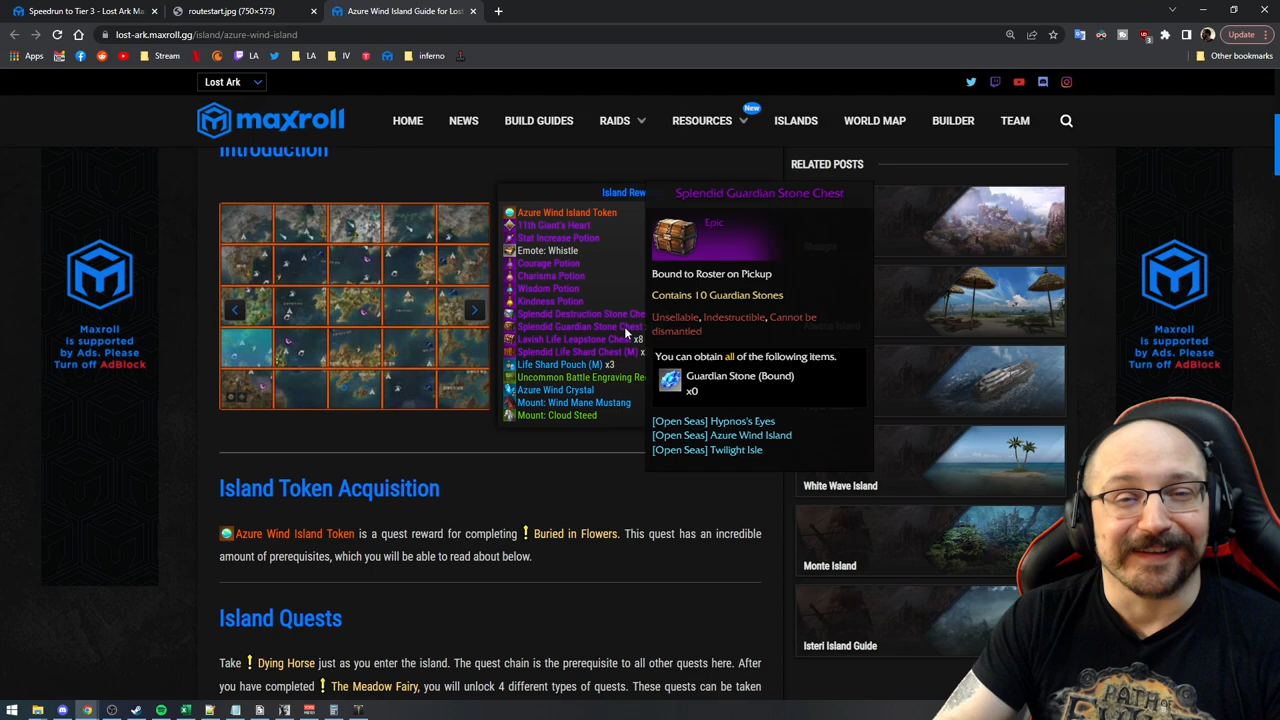 Speedrun to Tier 3 - Lost Ark M
routestart.jpg (750×573)
Azure Wind Island Guide for Lost
lost-ark.maxroll.gg/island/azure-wind-island
Update
Apps
Stream
LA
LA
IV
inferno
Other bookmarks
Lost Ark
maxroll
HOME
NEWS
BUILD GUIDES
RAIDS
RESOURCES
New
ISLANDS
WORLD MAP
BUILDER
TEAM
Introduction
Island Rew
Azure Wind Island Token
11th Giant's Heart
Stat Increase Potion
Emote: Whistle
Courage Potion
Charisma Potion
Wisdom Potion
Kindness Potion
Splendid Destruction Stone Che
Splendid Guardian Stone Chest
Lavish Life Leapstone Chest x8
Splendid Life Shard Chest (M) x
Life Shard Pouch (M) x3
Uncommon Battle Engraving Re
Azure Wind Crystal
Mount: Wind Mane Mustang
Mount: Cloud Steed
Splendid Guardian Stone Chest
Epic
Bound to Roster on Pickup
Contains 10 Guardian Stones
Unsellable, Indestructible, Cannot be
dismantled
You can obtain all of the following items.
Guardian Stone (Bound)
x0
[Open Seas] Hypnos's Eyes
[Open Seas] Azure Wind Island
[Open Seas] Twilight Isle
Island Token Acquisition
Azure Wind Island Token is a quest reward for completing ! Buried in Flowers. This quest has an incredible
amount of prerequisites, which you will be able to read about below.
Island Quests
Take ! Dying Horse just as you enter the island. The quest chain is the prerequisite to all other quests here. After
you have completed ! The Meadow Fairy, you will unlock 4 different types of quests. These quests can be taken
RELATED POSTS
White Wave Island
Monte Island
Isteri Island Guide
Maxroll
is supported
by Ads. Please
Turn off AdBlock
Maxroll
is supported
by Ads. Please
Turn off AdBlock
PATH OF